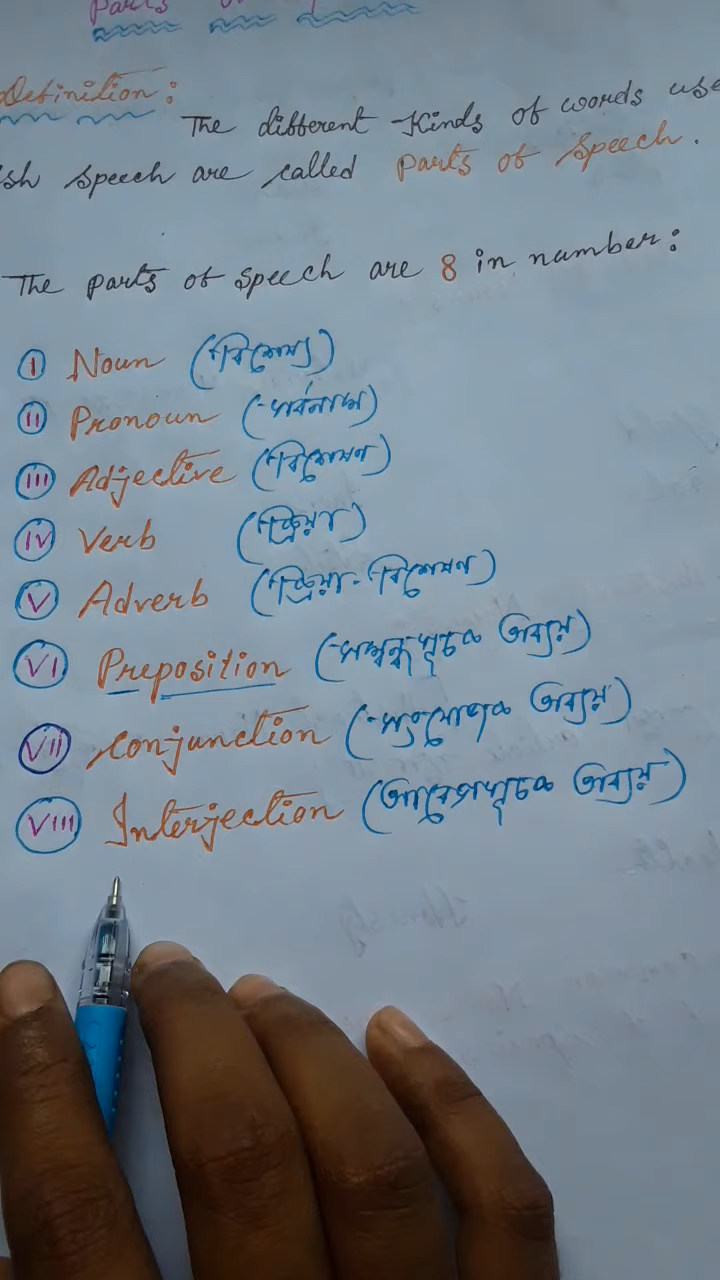 Parts
Definition :
The different kinds of words use
ish speech are called parts of speech.
The parts of speech are 8 in number:
I Noun (বিশেষ্য)
II Pronoun (সর্বনাম)
III Adjective (বিশেষণ)
IV Verb (ক্রিয়া)
V Adverb (ক্রিয়া-বিশেষণ)
VI Preposition (সম্বন্ধসূচক অব্যয়)
VII Conjunction (সংযোজক অব্যয়)
VIII Interjection (আবেগসূচক অব্যয়)